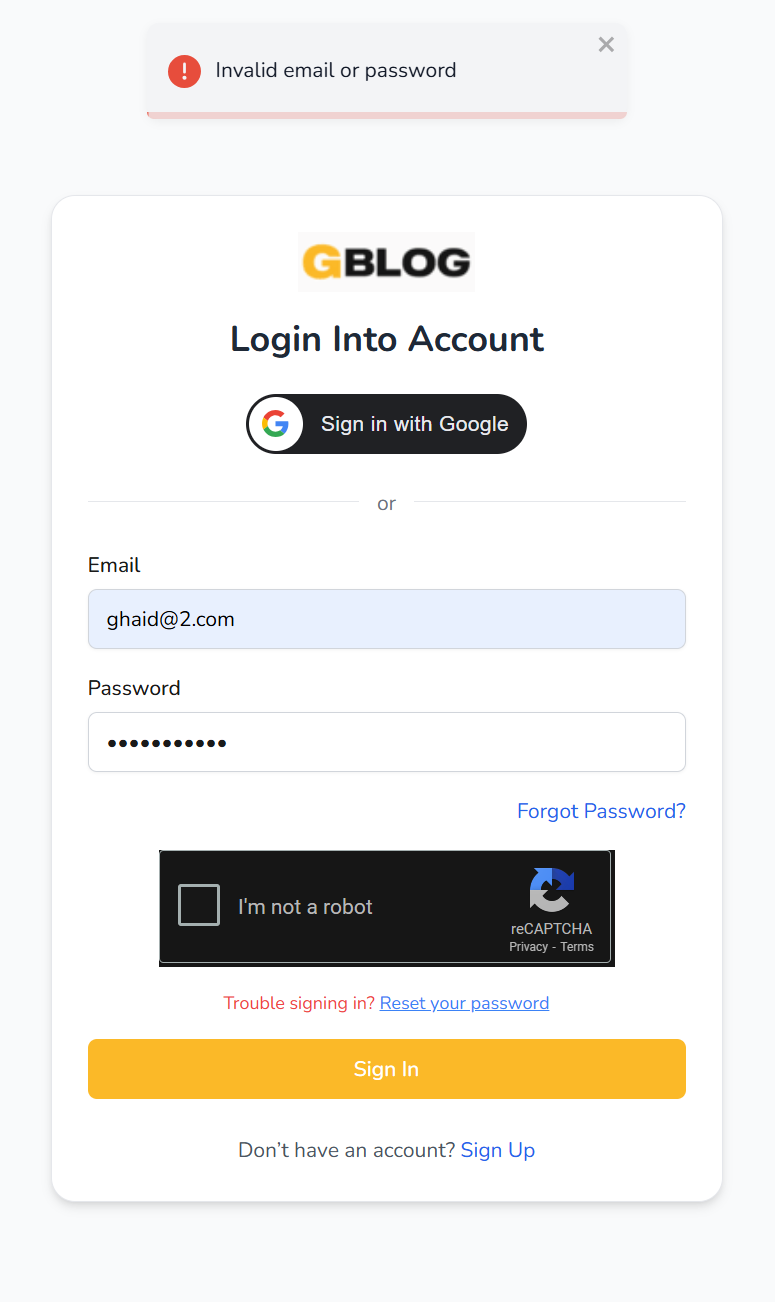 Invalid email or password
GBLOG
Login Into Account
Sign in with Google
or
Email
ghaid@2.com
Password
•••••••••••
Forgot Password?
I'm not a robot
reCAPTCHA
Privacy - Terms
Trouble signing in? Reset your password
Sign In
Don’t have an account? Sign Up